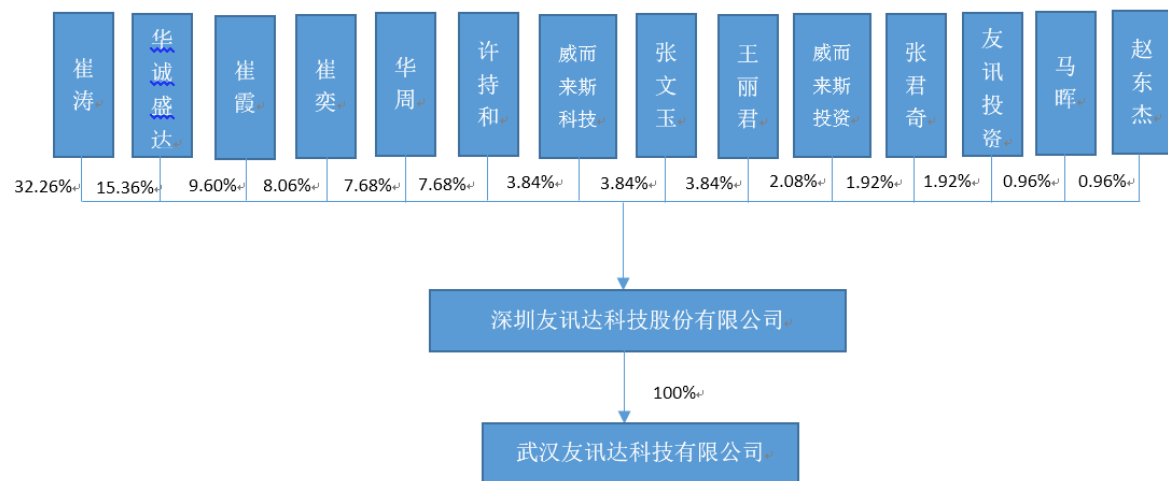 崔涛
华诚盛达
崔霞
崔奕
华周
许持和
威而来斯科技
张文玉
王丽君
威而来斯投资
张君奇
友讯投资
马晖
赵东杰
32.26%
15.36%
9.60%
8.06%
7.68%
7.68%
3.84%
3.84%
3.84%
2.08%
1.92%
1.92%
0.96%
0.96%
深圳友讯达科技股份有限公司
100%
武汉友讯达科技有限公司